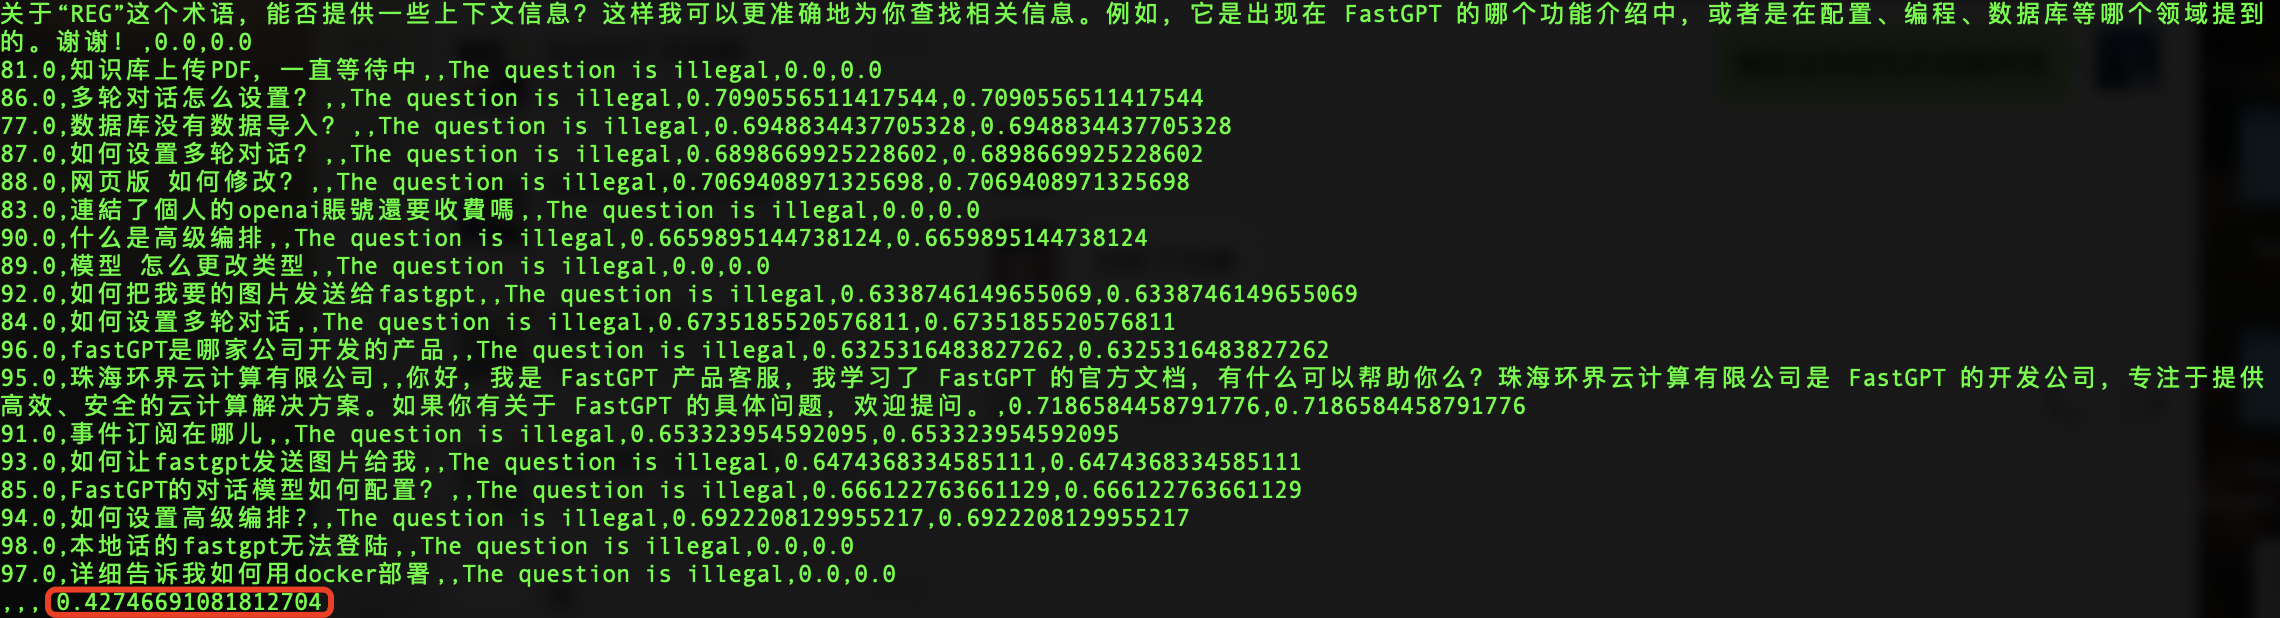 关于“REG”这个术语, 能否提供一些上下文信息? 这样我可以更准确地为你查找相关信息。例如, 它是出现在 FastGPT 的哪个功能介绍中, 或者是在配置、编程、数据库等哪个领域提到
的。谢谢! ,0.0,0.0
81.0,知识库上传PDF, 一直等待中,,The question is illegal,0.0,0.0
86.0,多轮对话怎么设置? ,,The question is illegal,0.7090556511417544,0.7090556511417544
77.0,数据库没有数据导入? ,,The question is illegal,0.6948834437705328,0.6948834437705328
87.0,如何设置多轮对话? ,,The question is illegal,0.6898669925228602,0.6898669925228602
88.0,网页版 如何修改? ,,The question is illegal,0.7069408971325698,0.7069408971325698
83.0,連結了個人的openai賬號還要收費嗎,,The question is illegal,0.0,0.0
90.0,什么是高级编排,,The question is illegal,0.6659895144738124,0.6659895144738124
89.0,模型 怎么更改类型,,The question is illegal,0.0,0.0
92.0,如何把我要的图片发送给fastgpt,,The question is illegal,0.6338746149655069,0.6338746149655069
84.0,如何设置多轮对话,,The question is illegal,0.6735185520576811,0.6735185520576811
96.0,fastGPT是哪家公司开发的产品,,The question is illegal,0.6325316483827262,0.6325316483827262
95.0,珠海环界云计算有限公司,,你好, 我是 FastGPT 产品客服, 我学习了 FastGPT 的官方文档, 有什么可以帮助你么? 珠海环界云计算有限公司是 FastGPT 的开发公司, 专注于提供
高效、安全的云计算解决方案。如果你有关于 FastGPT 的具体问题, 欢迎提问。,0.7186584458791776,0.7186584458791776
91.0,事件订阅在哪儿,,The question is illegal,0.653323954592095,0.653323954592095
93.0,如何让fastgpt发送图片给我,,The question is illegal,0.6474368334585111,0.6474368334585111
85.0,FastGPT的对话模型如何配置? ,,The question is illegal,0.666122763661129,0.666122763661129
94.0,如何设置高级编排?,,The question is illegal,0.6922208129955217,0.6922208129955217
98.0,本地话的fastgpt无法登陆,,The question is illegal,0.0,0.0
97.0,详细告诉我如何用docker部署,,The question is illegal,0.0,0.0
,,,0.42746691081812704